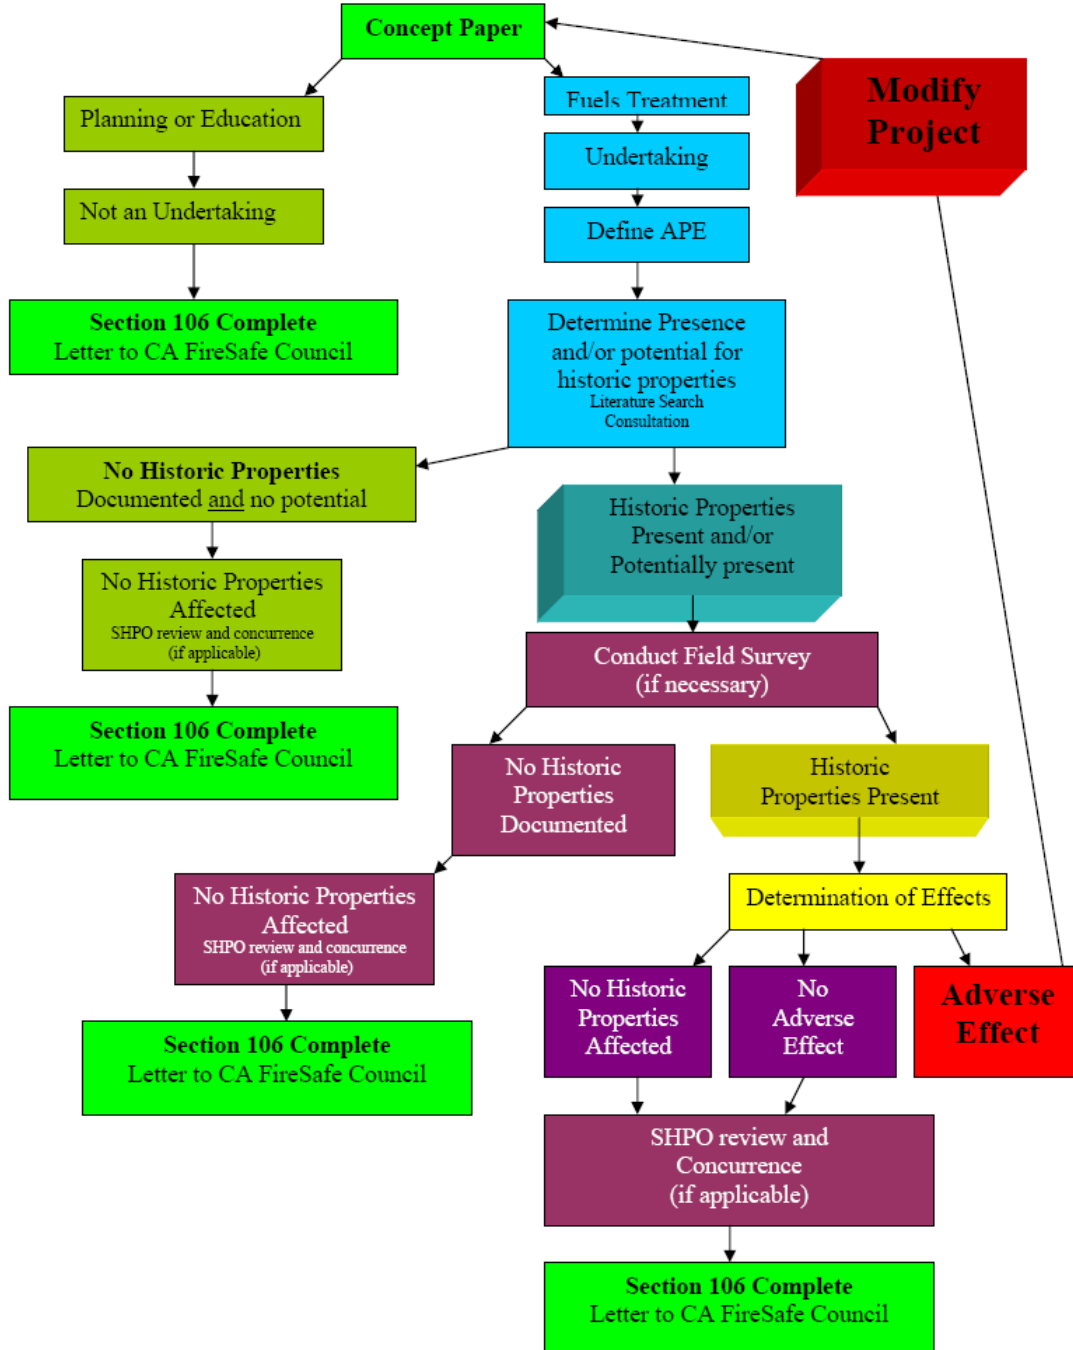 Concept Paper
Modify
Project
Planning or Education
Fuels Treatment
Undertaking
Not an Undertaking
Define APE
Section 106 Complete
Letter to CA FireSafe Council
Determine Presence
and/or potential for
historic properties
Literature Search
Consultation
No Historic Properties
Documented and no potential
Historic Properties
Present and/or
Potentially present
No Historic Properties
Affected
SHPO review and concurrence
(if applicable)
Conduct Field Survey
(if necessary)
Section 106 Complete
Letter to CA FireSafe Council
No Historic
Properties
Documented
Historic
Properties Present
No Historic Properties
Affected
SHPO review and concurrence
(if applicable)
Determination of Effects
No Historic
Properties
Affected
No
Adverse
Effect
Adverse
Effect
Section 106 Complete
Letter to CA FireSafe Council
SHPO review and
Concurrence
(if applicable)
Section 106 Complete
Letter to CA FireSafe Council